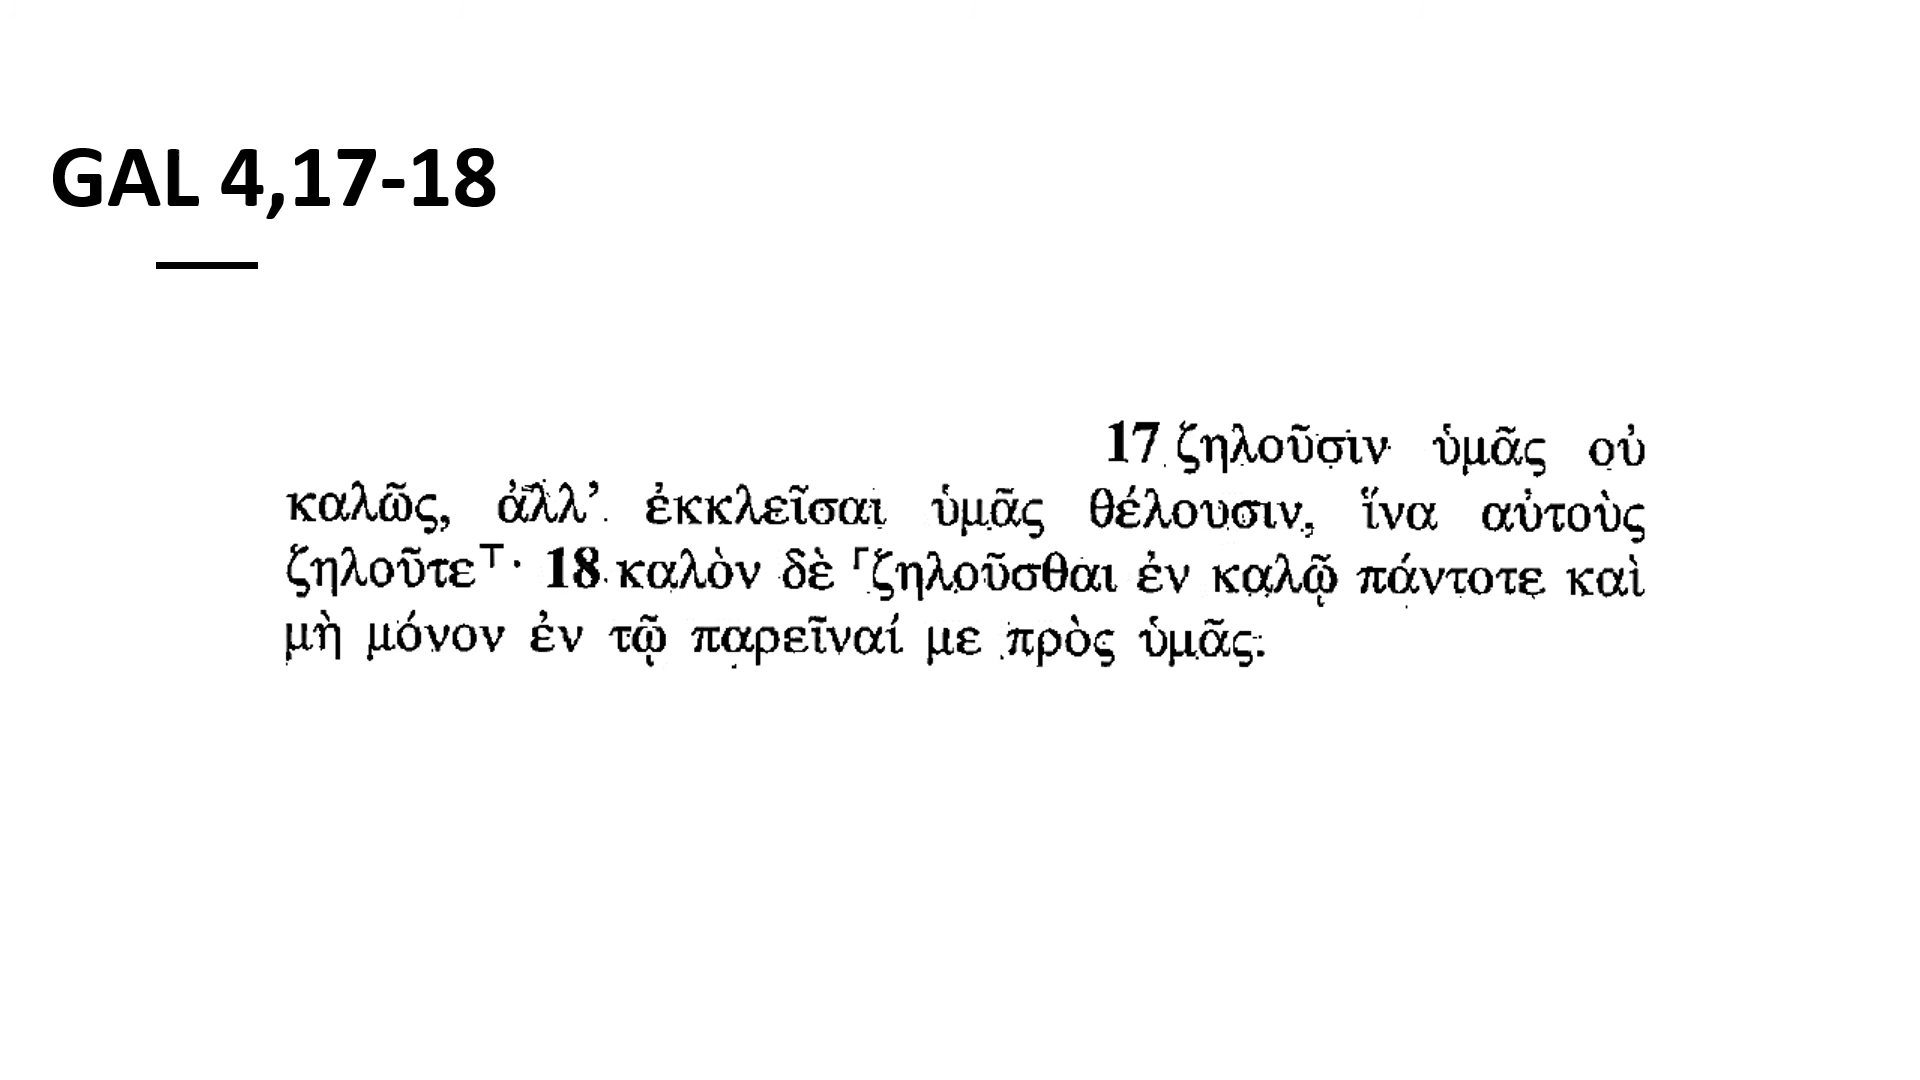 GAL 4,17-18
17 ζηλοῦσιν ὑμᾶς οὐ
καλῶς, ἀλλ’ ἐκκλεῖσαι ὑμᾶς θέλουσιν, ἵνα αὐτοὺς
ζηλοῦτε⸆· 18 καλὸν δὲ ⸀ζηλοῦσθαι ἐν καλῷ πάντοτε καὶ
μὴ μόνον ἐν τῷ παρεῖναί με πρὸς ὑμᾶς.